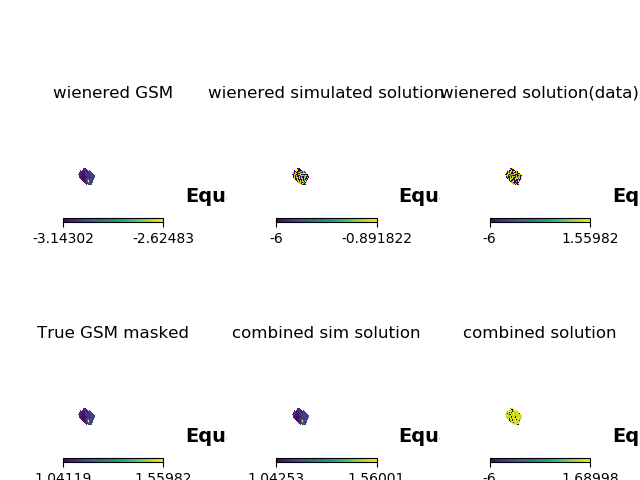 wienered GSM
wienered simulated solution
wienered solution(data)
Equ
Equ
Eq
-3.14302 -2.62483
-6 -0.891822
-6 1.55982
True GSM masked
combined sim solution
combined solution
Equ
Equ
Eq
1.04119 1.55982
1.04253 1.56001
-6 1.68998